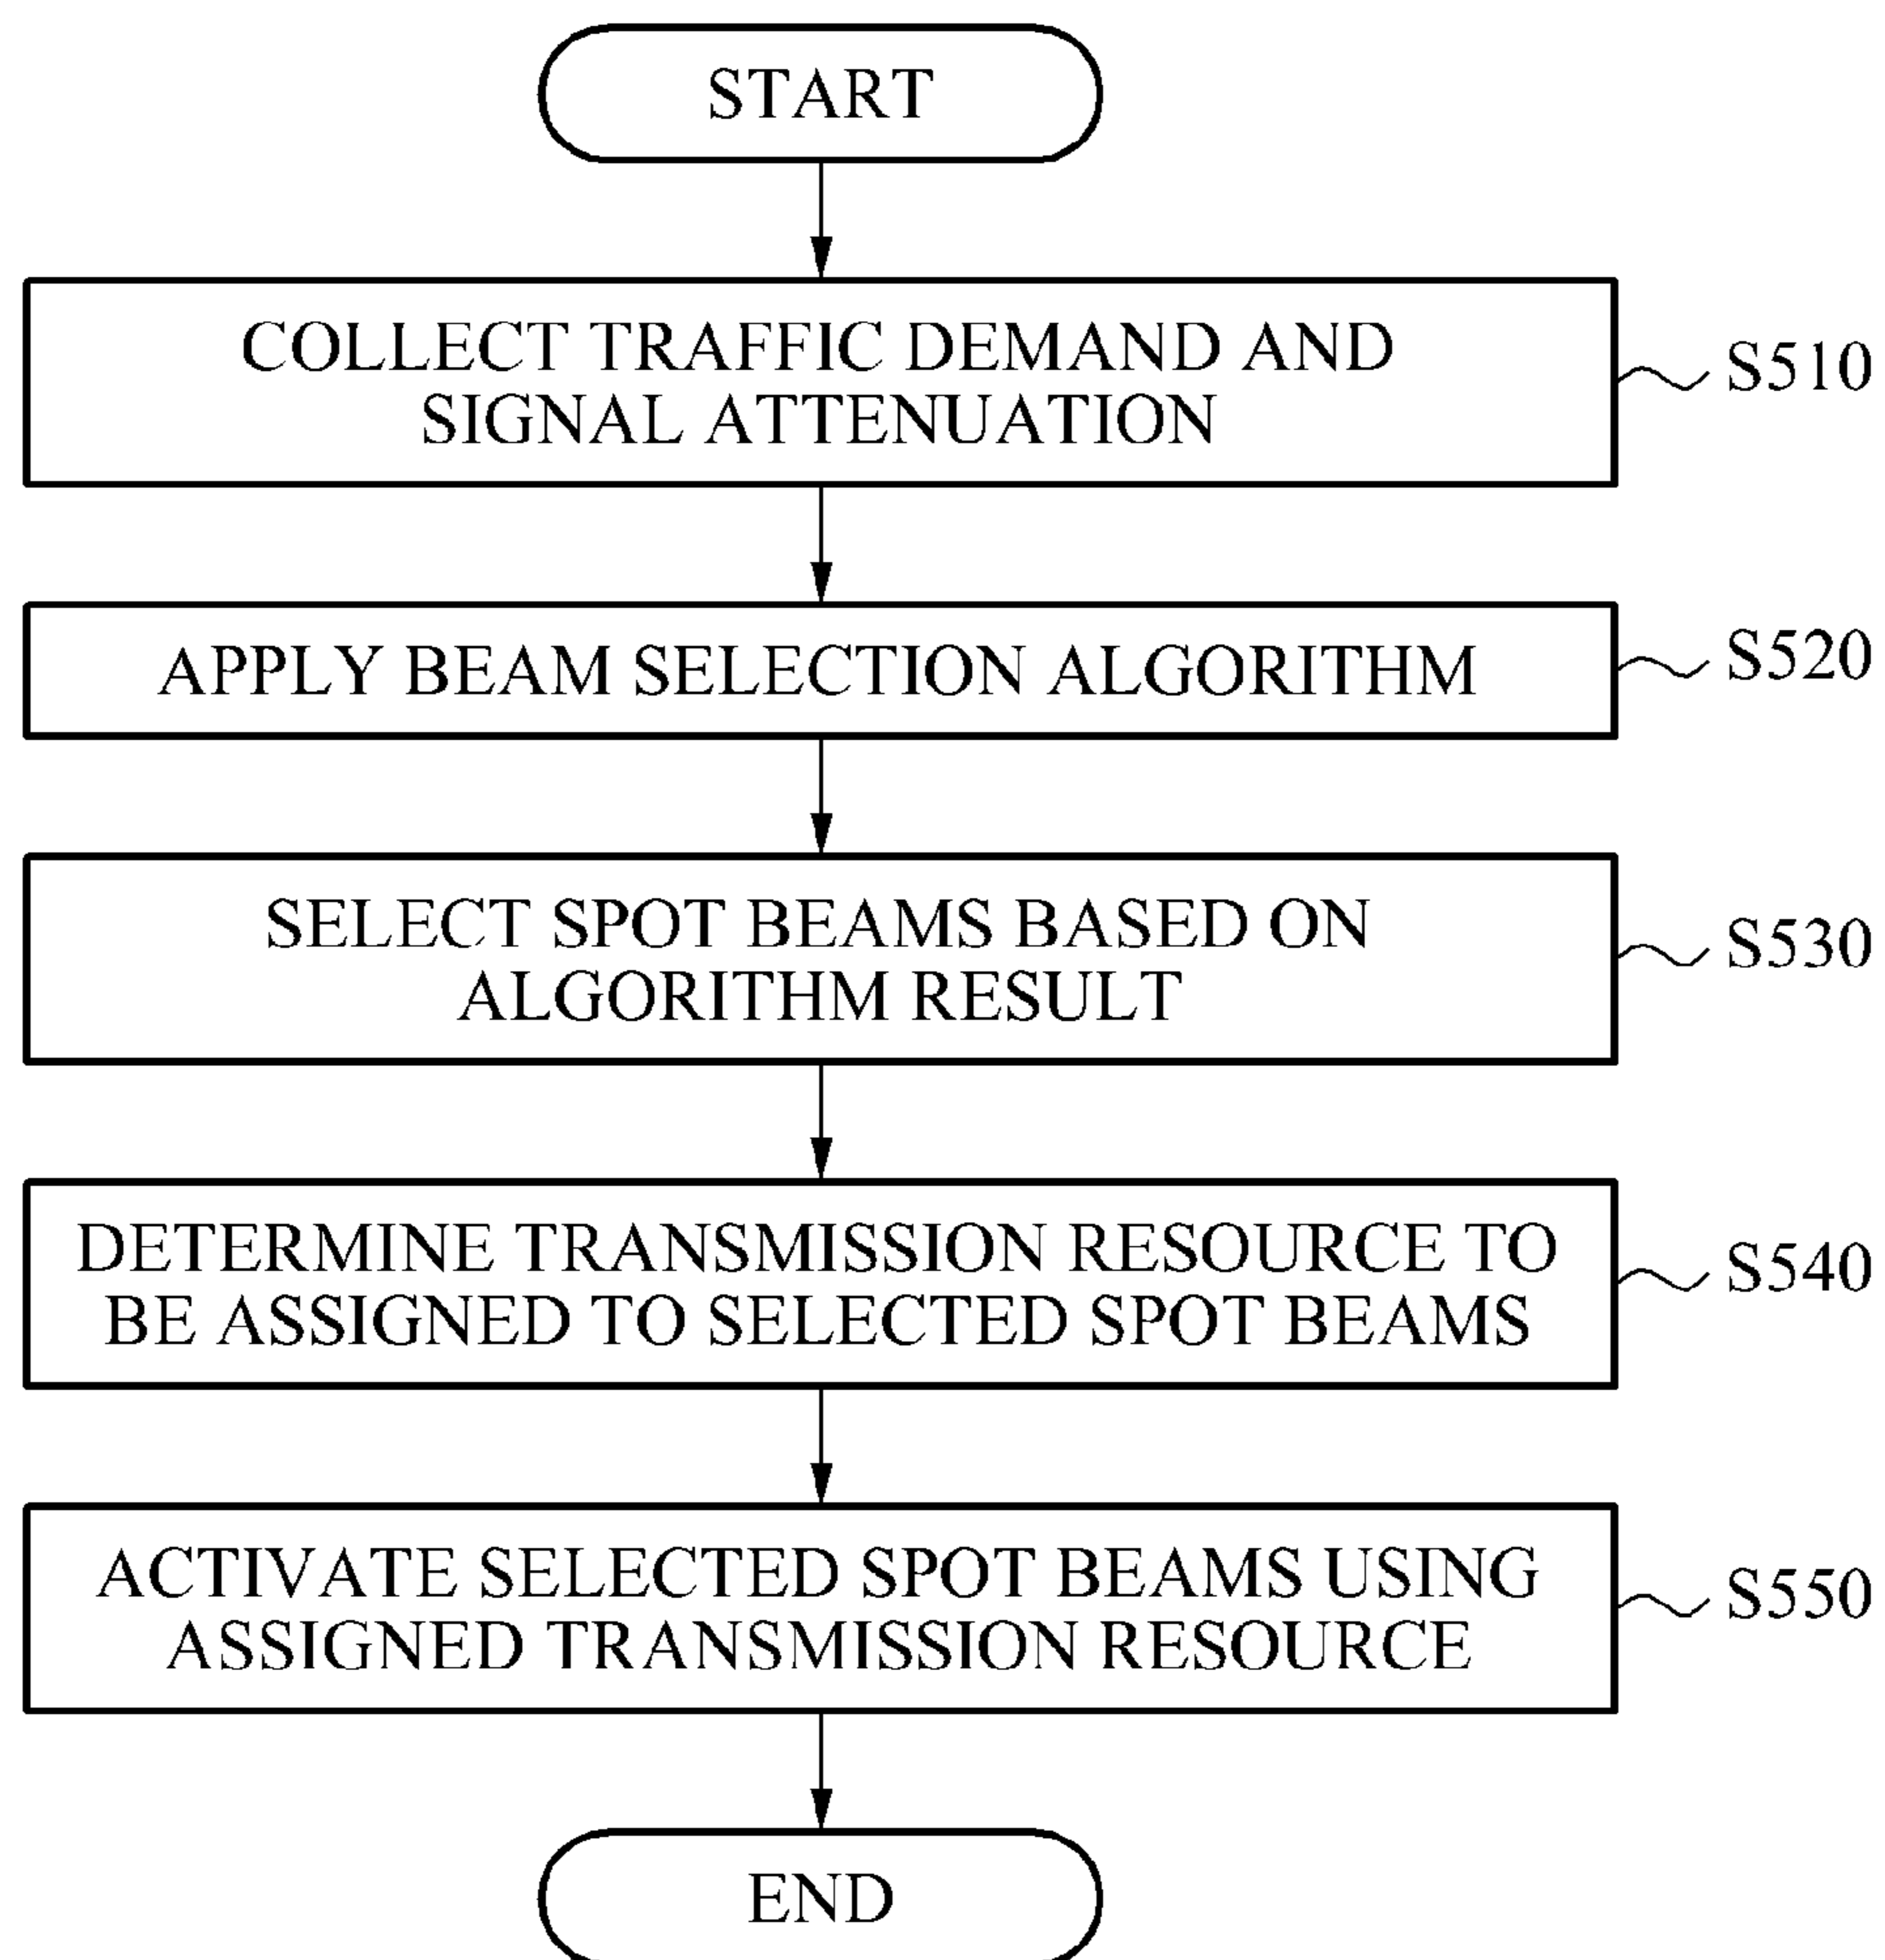 START
COLLECT TRAFFIC DEMAND AND
SIGNAL ATTENUATION
S510
APPLY BEAM SELECTION ALGORITHM
S520
SELECT SPOT BEAMS BASED ON
ALGORITHM RESULT
S530
DETERMINE TRANSMISSION RESOURCE TO
BE ASSIGNED TO SELECTED SPOT BEAMS
S540
ACTIVATE SELECTED SPOT BEAMS USING
ASSIGNED TRANSMISSION RESOURCE
S550
END